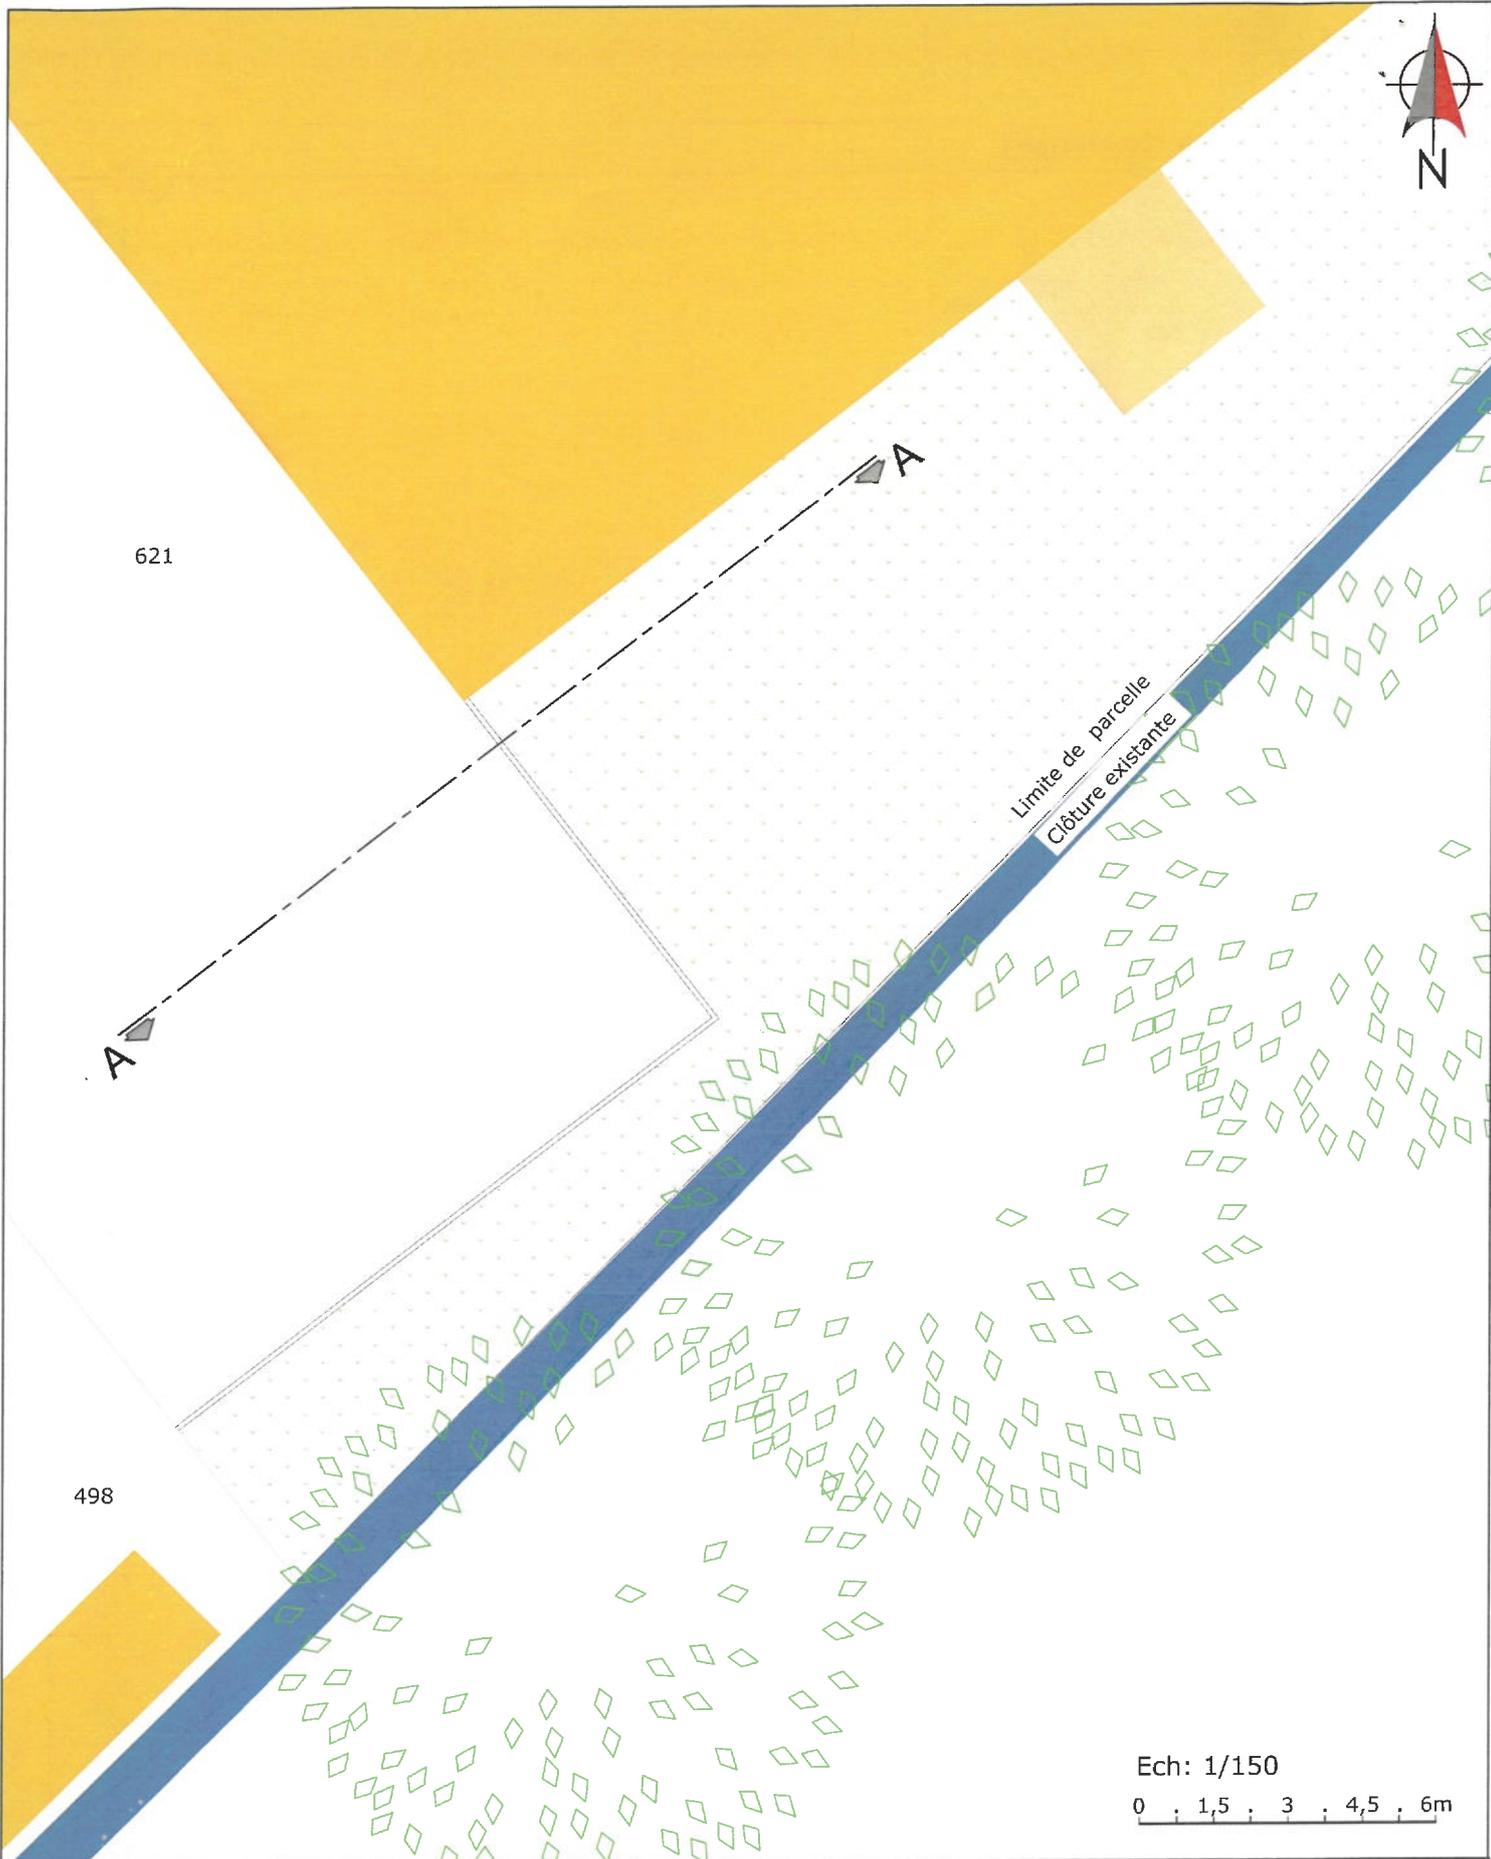 N
A
621
Limite de parcelle
Clôture existante
A
498
Ech: 1/150
0 . 1,5 . 3 . 4,5 . 6m